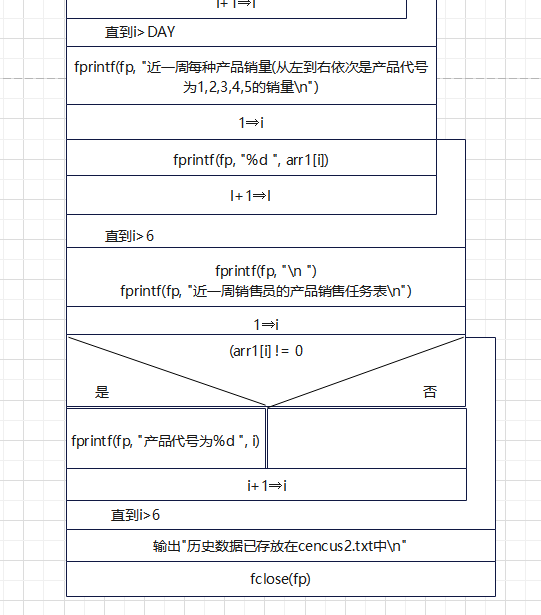 i+1⇒i
直到i>DAY
fprintf(fp, "近一周每种产品销量(从左到右依次是产品代号
为1,2,3,4,5的销量\n")
1⇒i
fprintf(fp, "%d ", arr1[i])
I+1⇒I
直到i>6
fprintf(fp, "\n ")
fprintf(fp, "近一周销售员的产品销售任务表\n")
1⇒i
(arr1[i] != 0
是
否
fprintf(fp, "产品代号为%d ", i)
i+1⇒i
直到i>6
输出"历史数据已存放在cencus2.txt中\n"
fclose(fp)